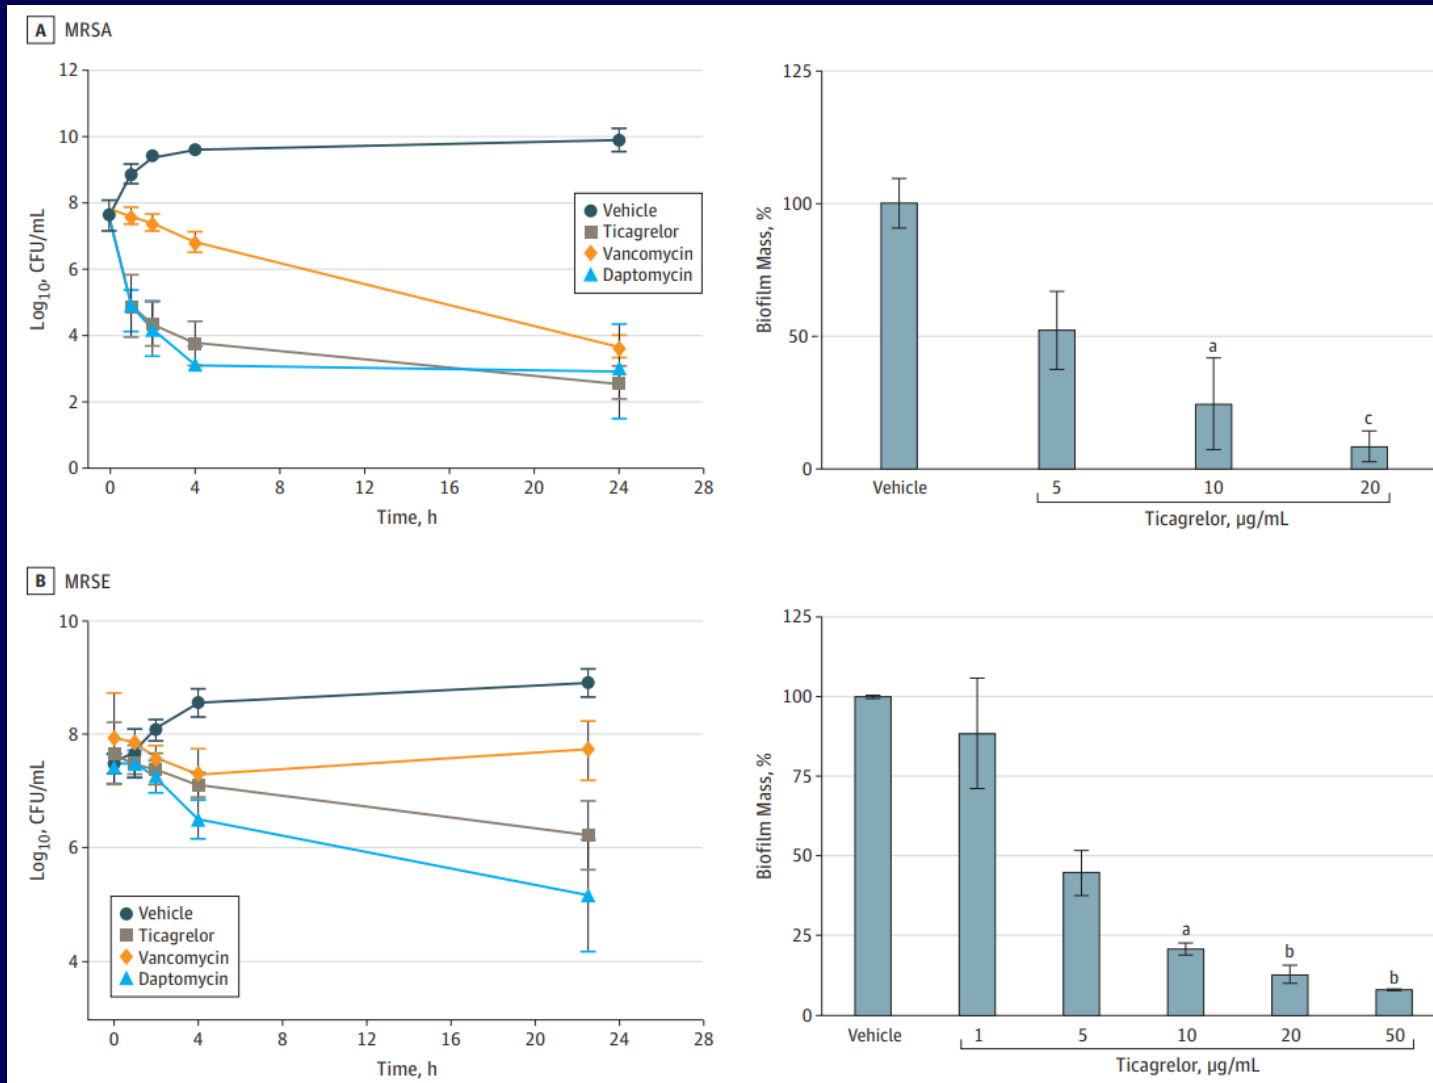 A MRSA
12
10
8
6
4
2
0
Log10, CFU/mL
Vehicle
Ticagrelor
Vancomycin
Daptomycin
0 4 8 12 16 20 24 28
Time, h
125
100
50
0
Biofilm Mass, %
a
c
Vehicle 5 10 20
Ticagrelor, µg/mL
B MRSE
10
8
6
4
Log10, CFU/mL
Vehicle
Ticagrelor
Vancomycin
Daptomycin
0 4 8 12 16 20 24 28
Time, h
125
100
75
50
25
0
Biofilm Mass, %
a
b
b
Vehicle 1 5 10 20 50
Ticagrelor, µg/mL